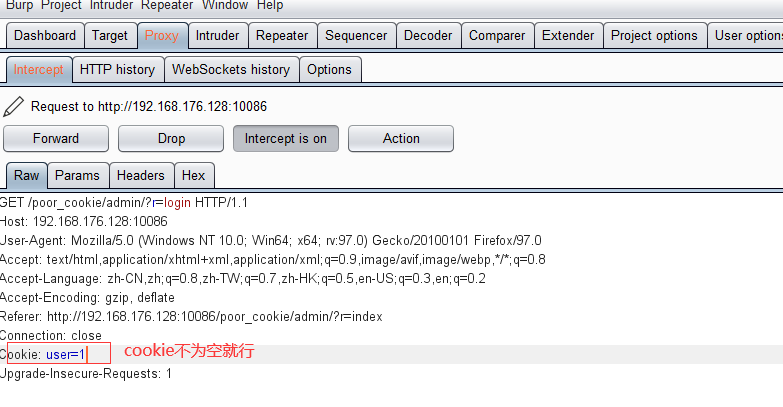 Burp Project Intruder Repeater Window Help
Dashboard Target Proxy Intruder Repeater Sequencer Decoder Comparer Extender Project options User option
Intercept HTTP history WebSockets history Options
Request to http://192.168.176.128:10086
Forward Drop Intercept is on Action
Raw Params Headers Hex
GET /poor_cookie/admin/?r=login HTTP/1.1
Host: 192.168.176.128:10086
User-Agent: Mozilla/5.0 (Windows NT 10.0; Win64; x64; rv:97.0) Gecko/20100101 Firefox/97.0
Accept: text/html,application/xhtml+xml,application/xml;q=0.9,image/avif,image/webp,*/*;q=0.8
Accept-Language: zh-CN,zh;q=0.8,zh-TW;q=0.7,zh-HK;q=0.5,en-US;q=0.3,en;q=0.2
Accept-Encoding: gzip, deflate
Referer: http://192.168.176.128:10086/poor_cookie/admin/?r=index
Connection: close
Cookie: user=1 cookie不为空就行
Upgrade-Insecure-Requests: 1